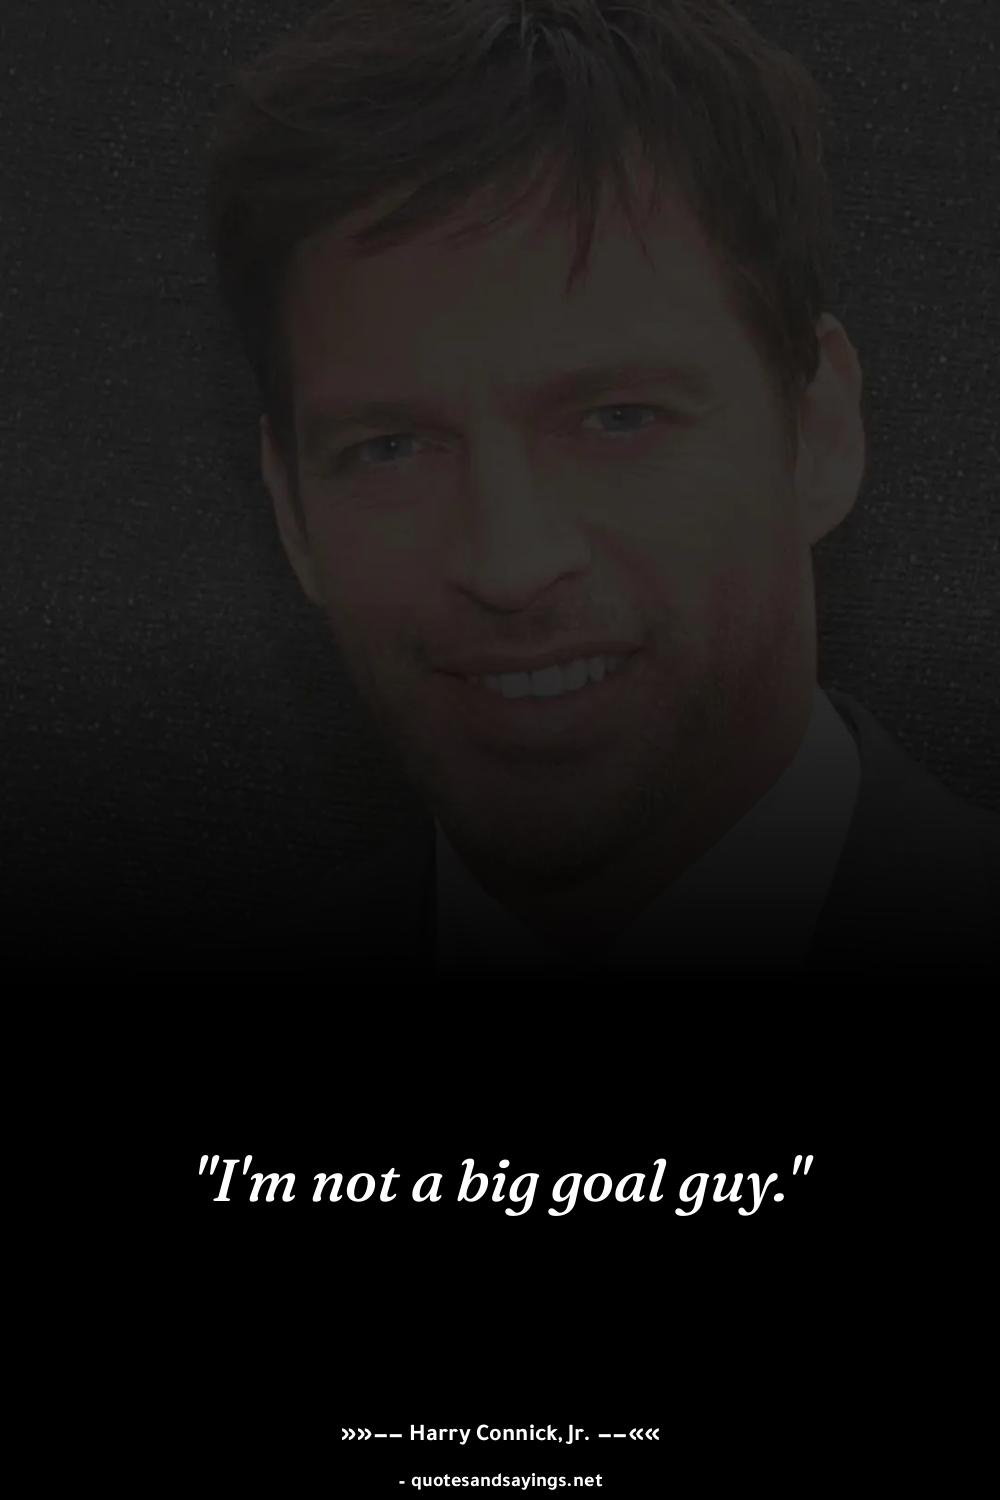 "I'm not a big goal guy."
»»−− Harry Connick, Jr. −−««
- quotesandsayings.net